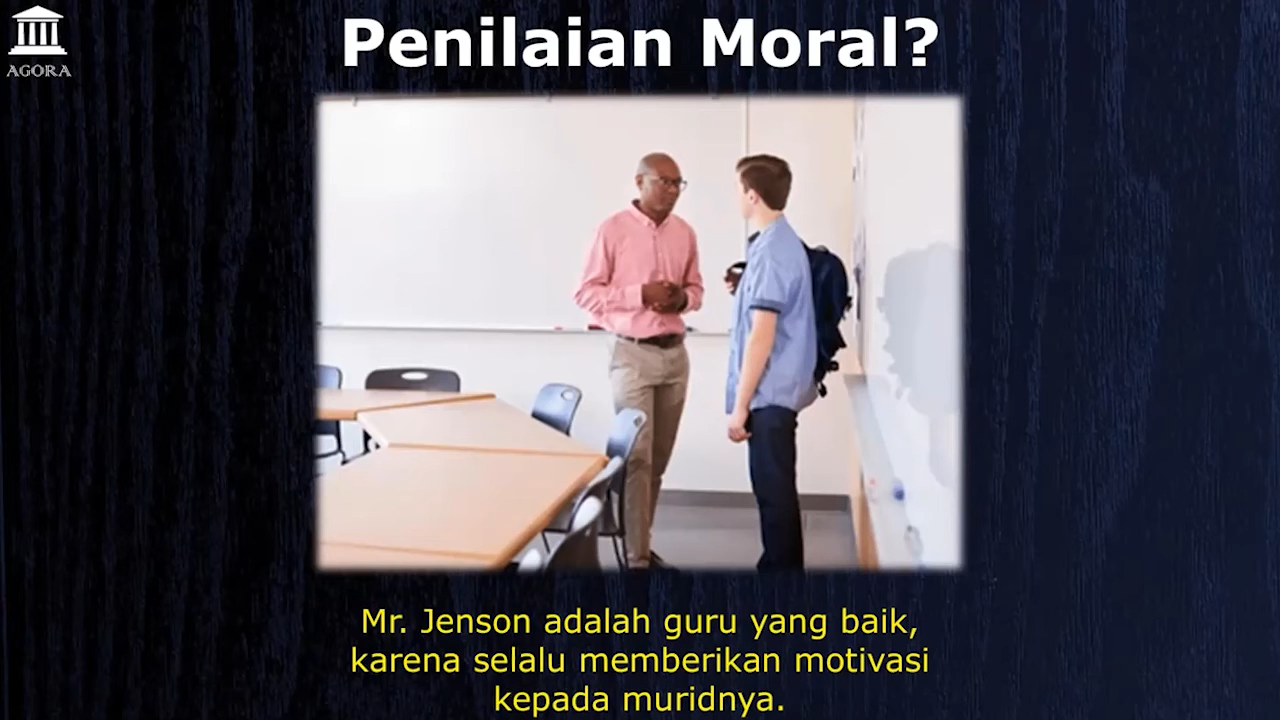 AGORA
Penilaian Moral?
Mr. Jenson adalah guru yang baik,
karena selalu memberikan motivasi
kepada muridnya.